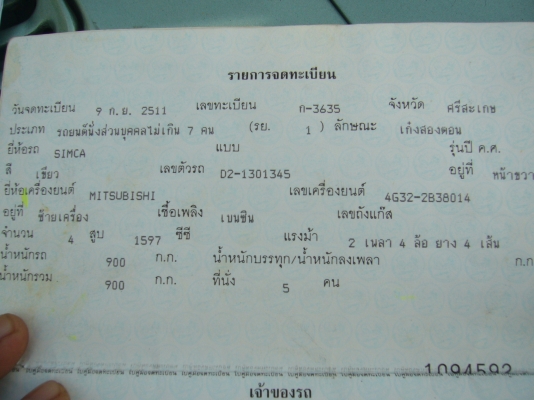 รายการจดทะเบียน
วันจดทะเบียน 9 ก.ย. 2511 เลขทะเบียน ก-3635 จังหวัด ศรีสะเกษ
ประเภท รถยนต์นั่งส่วนบุคคลไม่เกิน 7 คน (รย. 1 ) ลักษณะ เก๋งสองตอน
ยี่ห้อรถ SIMCA แบบ รุ่นปี ค.ศ.
สี เขียว เลขตัวรถ D2-1301345 อยู่ที่ หน้าขวา
ยี่ห้อเครื่องยนต์ MITSUBISHI เลขเครื่องยนต์ 4G32-2B38014
อยู่ที่ ซ้ายเครื่อง เชื้อเพลิง เบนซิน เลขถังแก๊ส
จำนวน 4 สูบ 1597 ซีซี แรงม้า 2 เพลา 4 ล้อ ยาง 4 เส้น
น้ำหนักรถ 900 ก.ก. น้ำหนักบรรทุก/น้ำหนักลงเพลา ก.ก.
น้ำหนักรวม 900 ก.ก. ที่นั่ง 5 คน
1094592
เจ้าของรถ